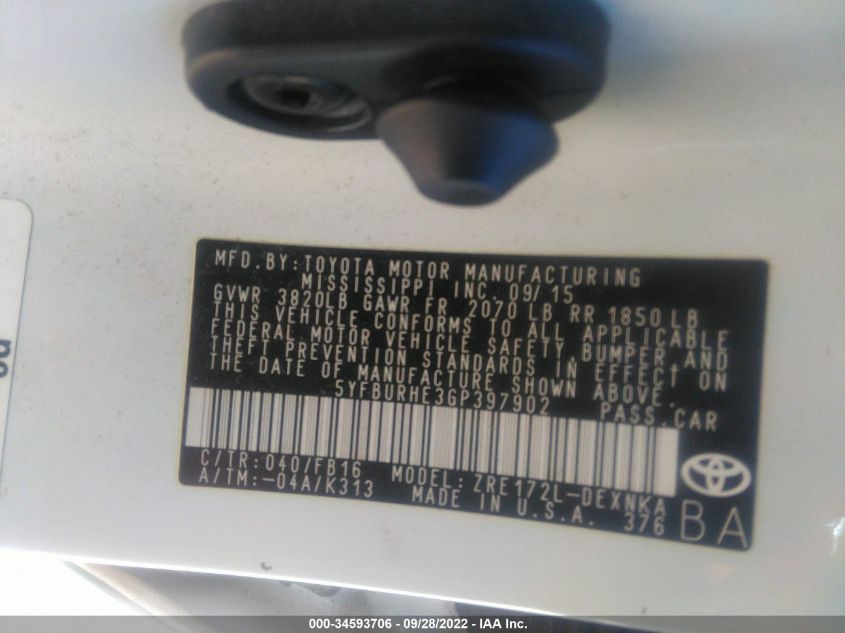 MFD.BY:TOYOTA MOTOR MANUFACTURING
MISSISSIPPI INC. 09/15
GVWR 3820LB GAWR FR 2070 LB RR 1850 LB
THIS VEHICLE CONFORMS TO ALL APPLICABLE
FEDERAL MOTOR VEHICLE SAFETY, BUMPER AND
THEFT PREVENTION STANDARDS IN EFFECT ON
THE DATE OF MANUFACTURE SHOWN ABOVE.
5YFBURHE3GP397902 PASS.CAR
C/TR:040/FB16 MODEL:ZRE172L-DEXNKA
A/TM:-04A/K313 MADE IN U.S.A. 376
BA
000-34593706 - 09/28/2022 - IAA Inc.